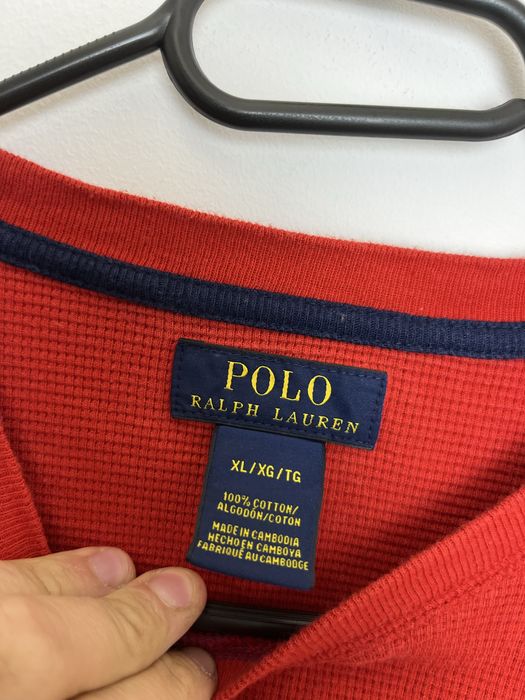 POLO
RALPH LAUREN
XL/XG/TG
100% COTTON/
ALGODÓN/COTON
MADE IN CAMBODIA
HECHO EN CAMBOYA
FABRIQUÉ AU CAMBODGE